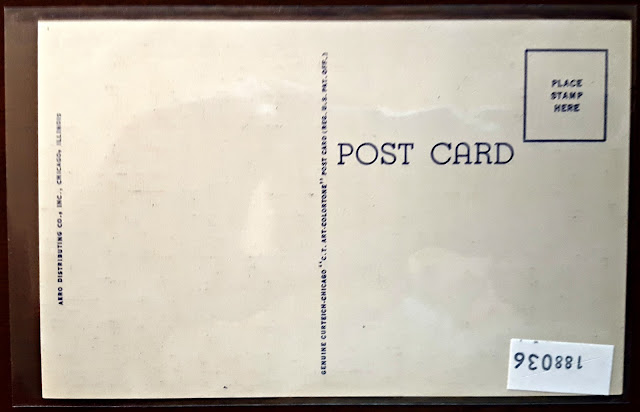 AERO DISTRIBUTING CO., INC., CHICAGO, ILLINOIS
GENUINE CURTEICH-CHICAGO "C.T. ART-COLORTONE" POST CARD (REG. U.S. PAT. OFF.)
POST CARD
PLACE
STAMP
HERE
188036